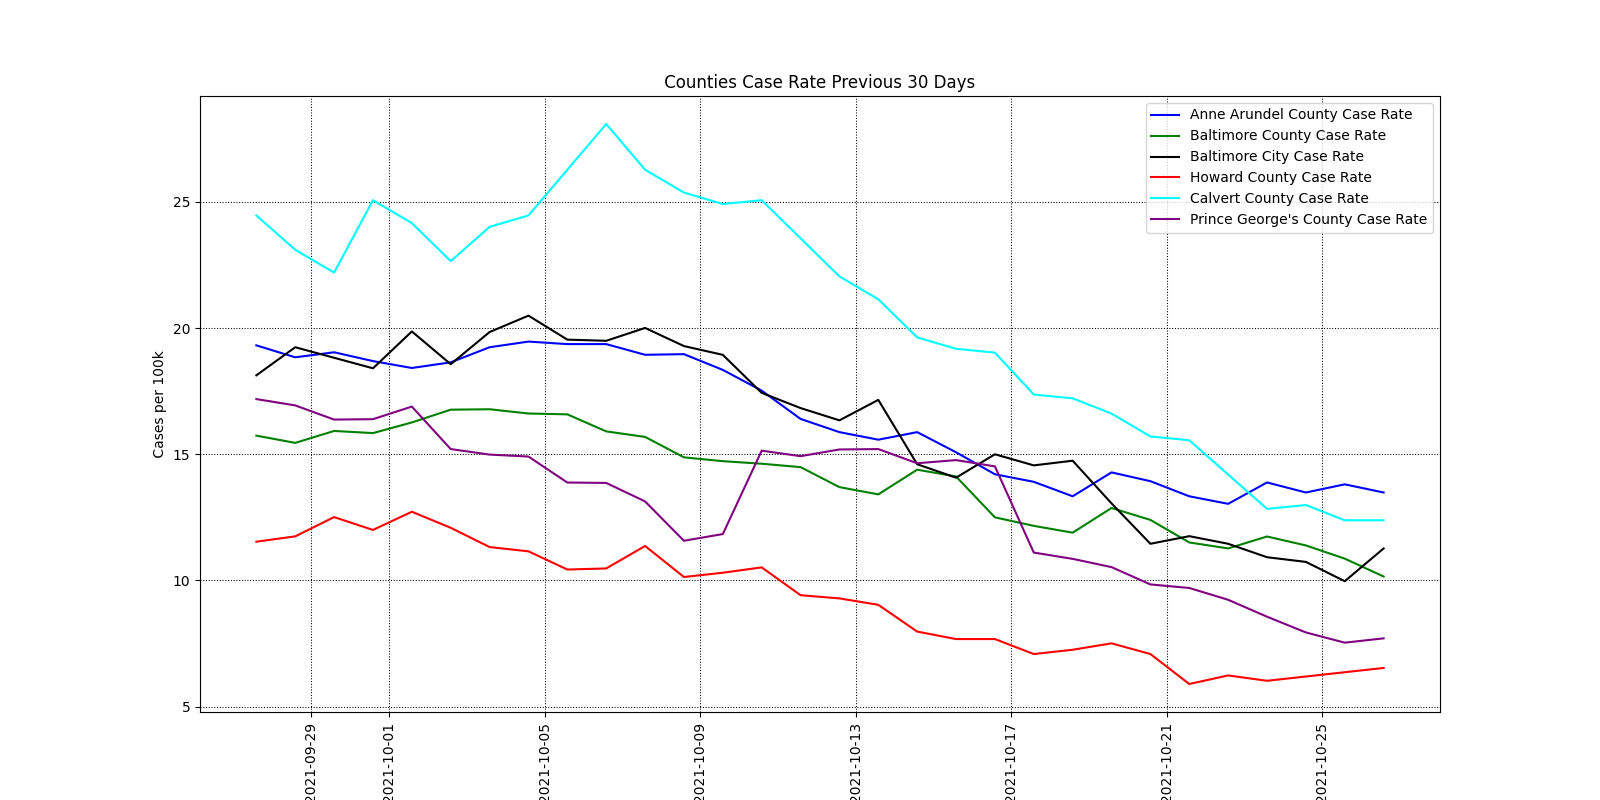 Counties Case Rate Previous 30 Days
Anne Arundel County Case Rate
Baltimore County Case Rate
Baltimore City Case Rate
Howard County Case Rate
Calvert County Case Rate
Prince George's County Case Rate
Cases per 100k
25
20
15
10
5
2021-09-29
2021-10-01
2021-10-05
2021-10-09
2021-10-13
2021-10-17
2021-10-21
2021-10-25